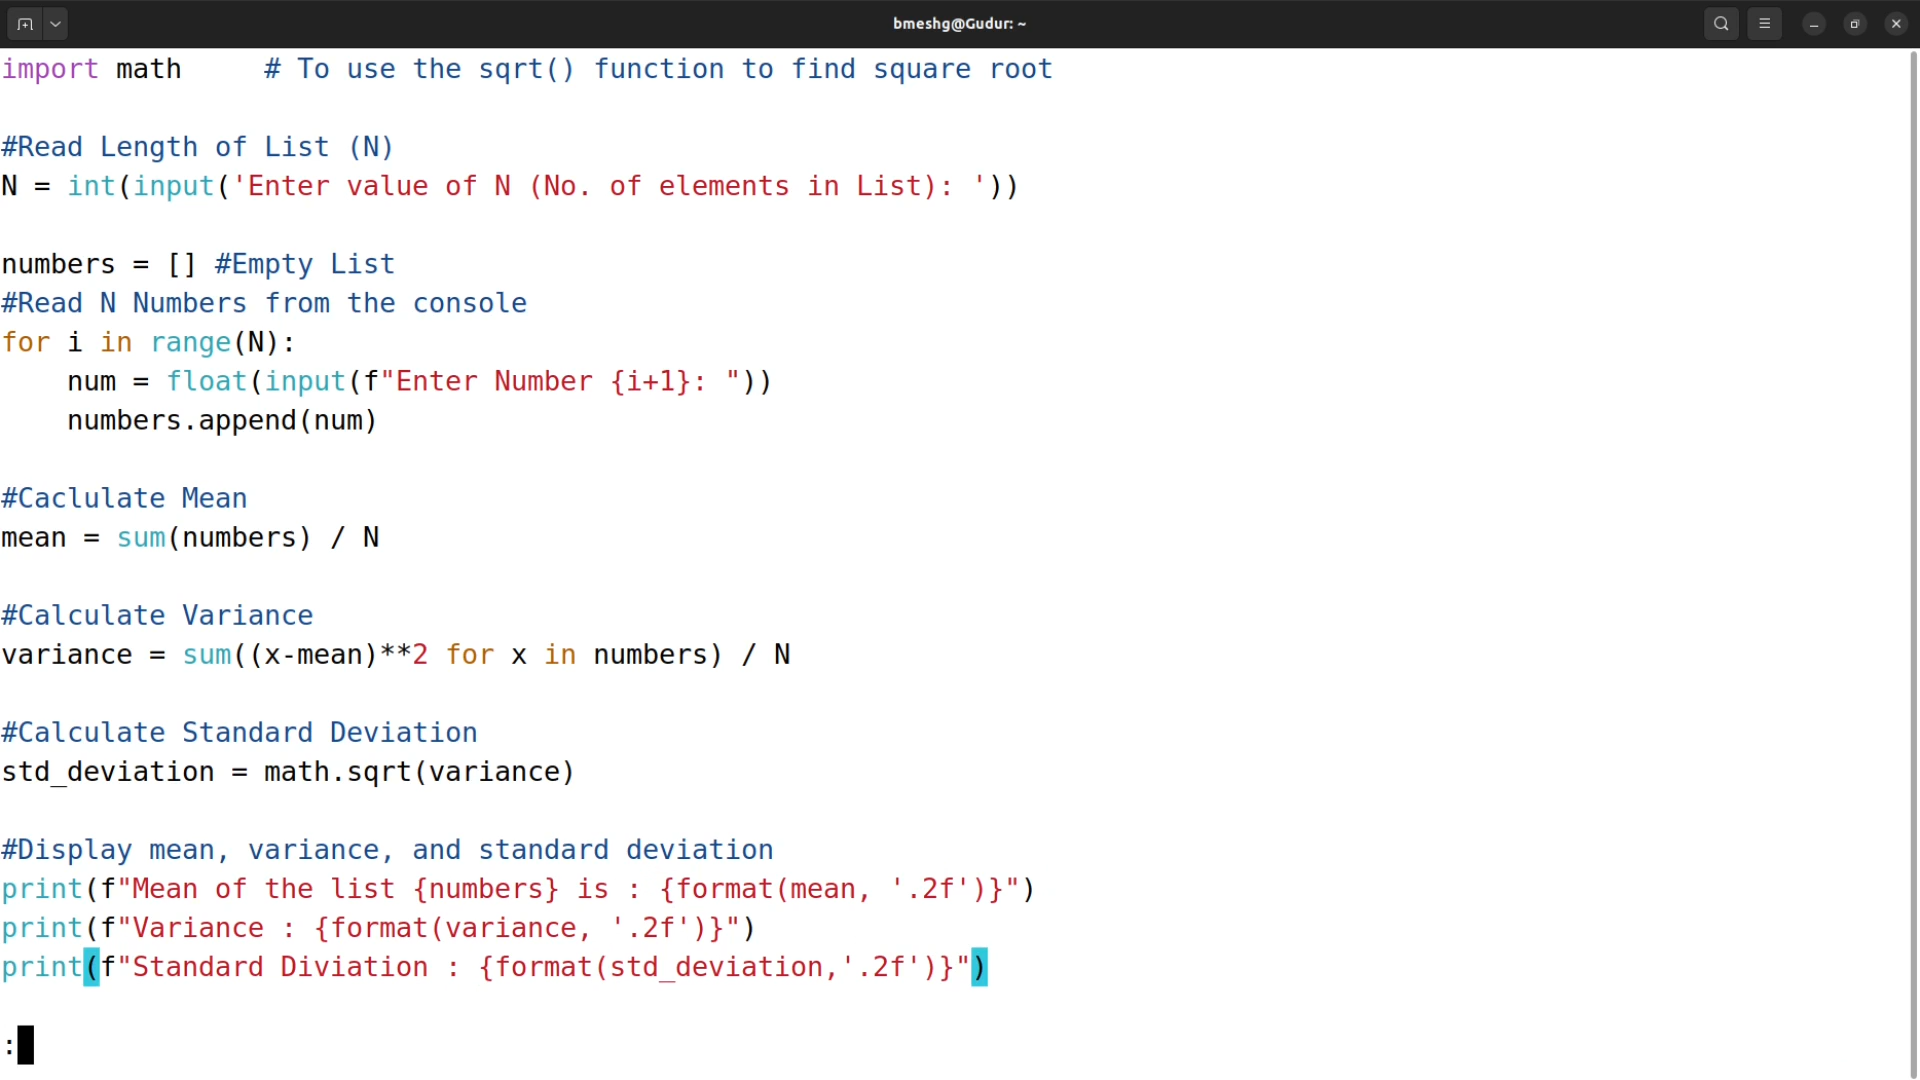 bmeshg@Gudur: ~
import math     # To use the sqrt() function to find square root
#Read Length of List (N)
N = int(input('Enter value of N (No. of elements in List): '))
numbers = [] #Empty List
#Read N Numbers from the console
for i in range(N):
    num = float(input(f"Enter Number {i+1}: "))
    numbers.append(num)
#Caclulate Mean
mean = sum(numbers) / N
#Calculate Variance
variance = sum((x-mean)**2 for x in numbers) / N
#Calculate Standard Deviation
std_deviation = math.sqrt(variance)
#Display mean, variance, and standard deviation
print(f"Mean of the list {numbers} is : {format(mean, '.2f')}")
print(f"Variance : {format(variance, '.2f')}")
print(f"Standard Diviation : {format(std_deviation,'.2f')}")
: